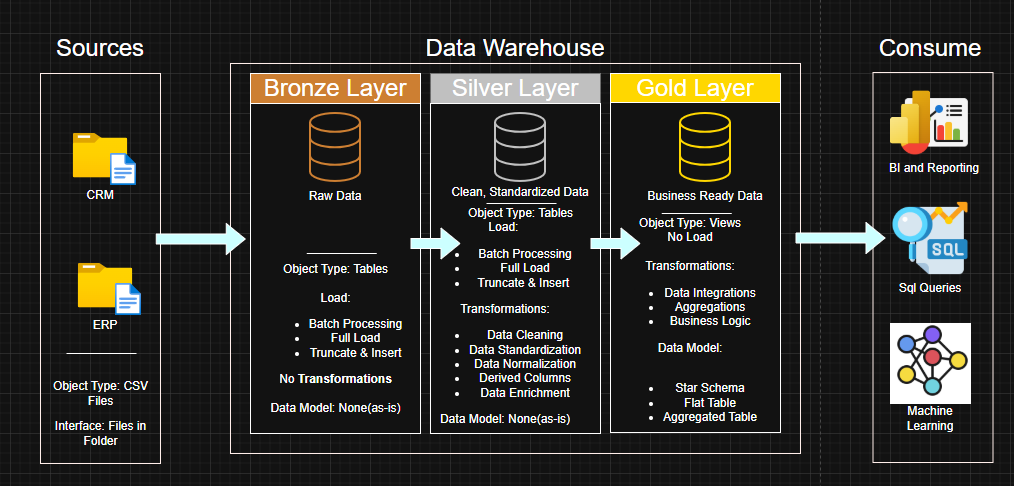 Sources
Data Warehouse
Consume
CRM
ERP
Object Type: CSV
Files
Interface: Files in
Folder
Bronze Layer
Raw Data
Object Type: Tables
Load:
Batch Processing
Full Load
Truncate & Insert
No Transformations
Data Model: None(as-is)
Silver Layer
Clean, Standardized Data
Object Type: Tables
Load:
Batch Processing
Full Load
Truncate & Insert
Transformations:
Data Cleaning
Data Standardization
Data Normalization
Derived Columns
Data Enrichment
Data Model: None(as-is)
Gold Layer
Business Ready Data
Object Type: Views
No Load
Transformations:
Data Integrations
Aggregations
Business Logic
Data Model:
Star Schema
Flat Table
Aggregated Table
BI and Reporting
SQL
Sql Queries
Machine
Learning